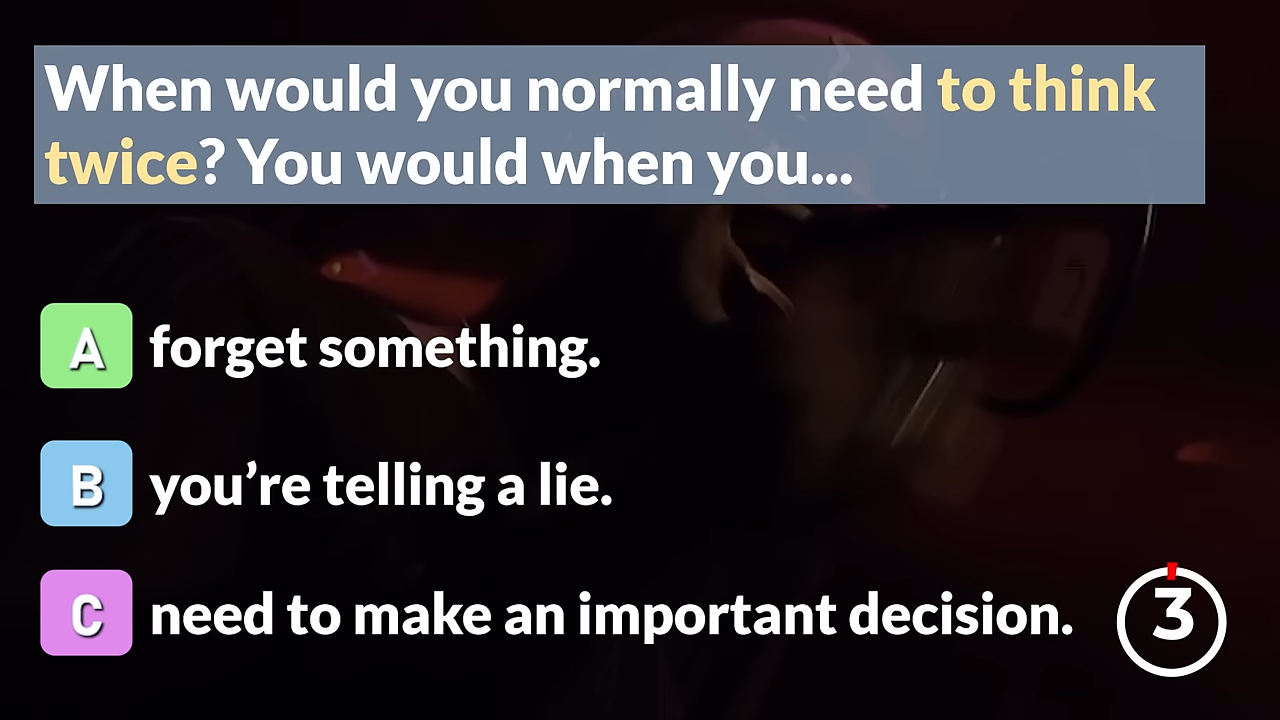 When would you normally need to think
twice? You would when you...
A forget something.
B you’re telling a lie.
C need to make an important decision.
3